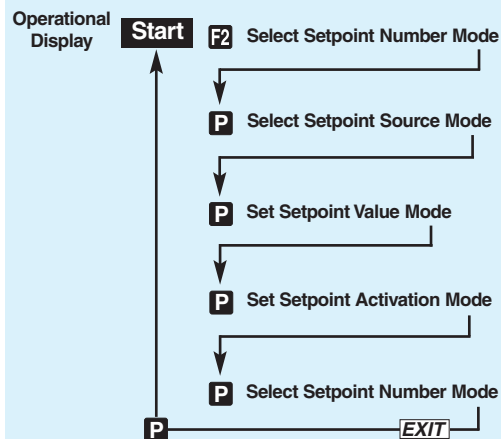 Operational
Display
Start F2 Select Setpoint Number Mode
P Select Setpoint Source Mode
P Set Setpoint Value Mode
P Set Setpoint Activation Mode
P Select Setpoint Number Mode
P EXIT